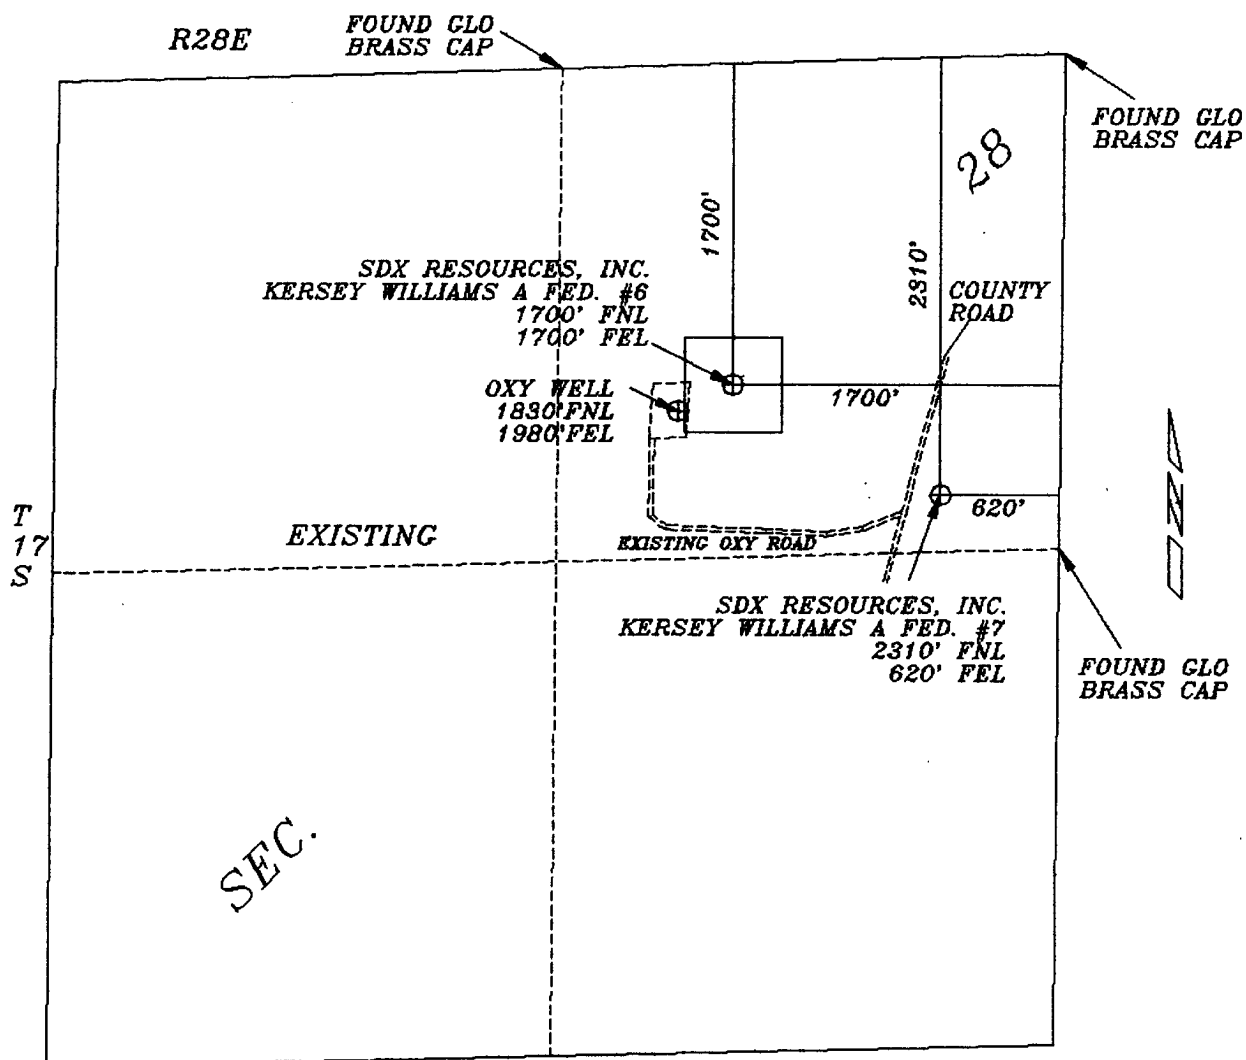 R28E
FOUND GLO
BRASS CAP
FOUND GLO
BRASS CAP
28
1700'
2310'
SDX RESOURCES, INC.
KERSEY WILLIAMS A FED. #6
1700' FNL
1700' FEL
COUNTY
ROAD
OXY WELL
1830'FNL
1980'FEL
1700'
620'
T
17
S
EXISTING
EXISTING OXY ROAD
N
SDX RESOURCES, INC.
KERSEY WILLIAMS A FED. #7
2310' FNL
620' FEL
FOUND GLO
BRASS CAP
SEC.